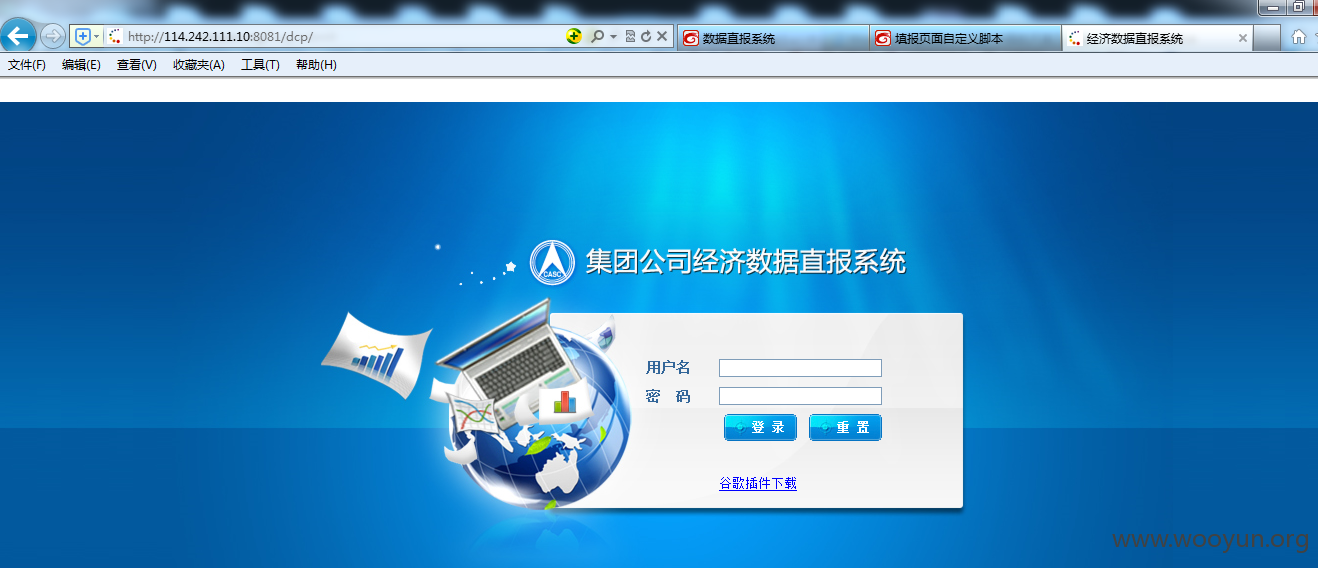 http://114.242.111.10:8081/dcp/
数据直报系统
填报页面自定义脚本
经济数据直报系统
文件(F) 编辑(E) 查看(V) 收藏夹(A) 工具(T) 帮助(H)
CASC
集团公司经济数据直报系统
用户名
密 码
登 录 重 置
谷歌插件下载
www.wooyun.org